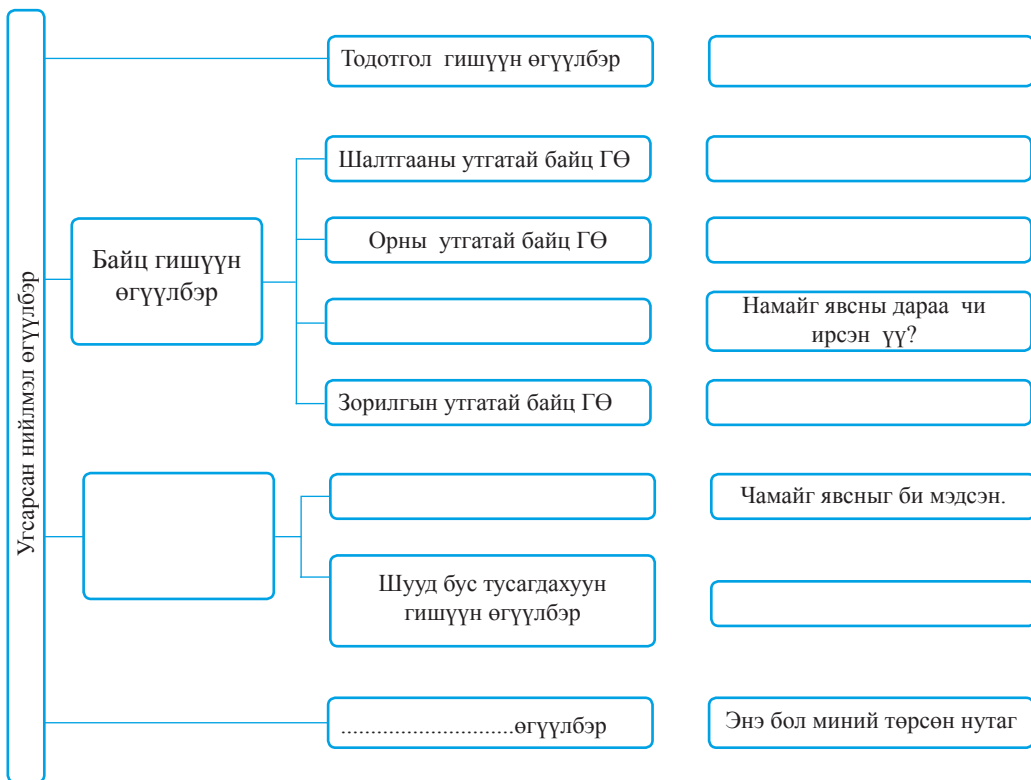 Угсарсан нийлмэл өгүүлбэр
Тодотгол гишүүн өгүүлбэр
Байц гишүүн
өгүүлбэр
Шалтгааны утгатай байц ГӨ
Орны утгатай байц ГӨ
Намайг явсны дараа чи
ирсэн үү?
Зорилгын утгатай байц ГӨ
Чамайг явсныг би мэдсэн.
Шууд бус тусагдахуун
гишүүн өгүүлбэр
.............................өгүүлбэр
Энэ бол миний төрсөн нутаг